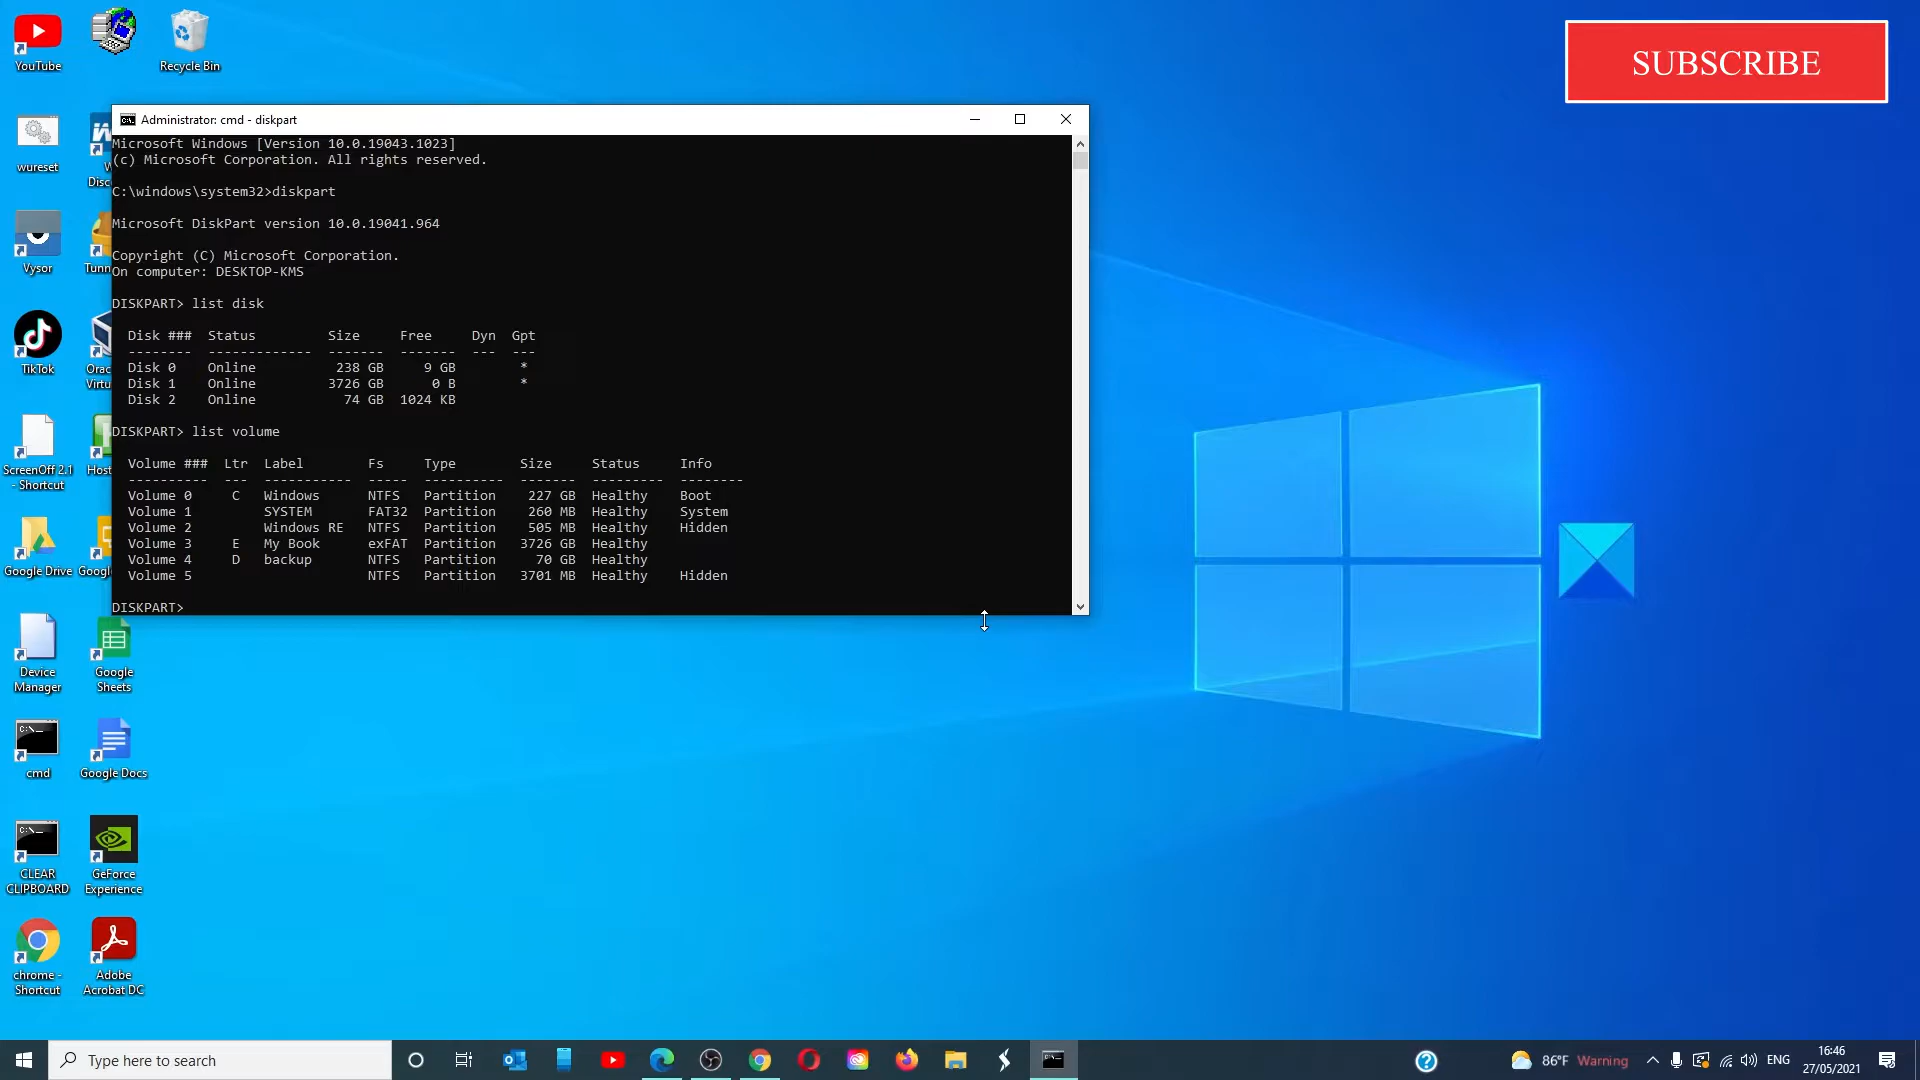 YouTube
Recycle Bin
SUBSCRIBE
Administrator: cmd - diskpart
Microsoft Windows [Version 10.0.19043.1023]
(c) Microsoft Corporation. All rights reserved.
C:\windows\system32>diskpart
Microsoft DiskPart version 10.0.19041.964
Copyright (C) Microsoft Corporation.
On computer: DESKTOP-KMS
DISKPART> list disk
Disk ### Status Size Free Dyn Gpt
-------- ------------- ------- ------- --- ---
Disk 0 Online 238 GB 9 GB *
Disk 1 Online 3726 GB 0 B *
Disk 2 Online 74 GB 1024 KB
DISKPART> list volume
Volume ### Ltr Label Fs Type Size Status Info
---------- --- ----------- ----- ---------- ------- --------- --------
Volume 0 C Windows NTFS Partition 227 GB Healthy Boot
Volume 1 SYSTEM FAT32 Partition 260 MB Healthy System
Volume 2 Windows RE NTFS Partition 505 MB Healthy Hidden
Volume 3 E My Book exFAT Partition 3726 GB Healthy
Volume 4 D backup NTFS Partition 70 GB Healthy
Volume 5 NTFS Partition 3701 MB Healthy Hidden
DISKPART>
wureset
Vysor
TikTok
ScreenOff 2.1
- Shortcut
Google Drive
Device
Manager
Google
Sheets
cmd
Google Docs
CLEAR
CLIPBOARD
GeForce
Experience
chrome -
Shortcut
Adobe
Acrobat DC
Type here to search
86°F Warning
ENG
16:46
27/05/2021